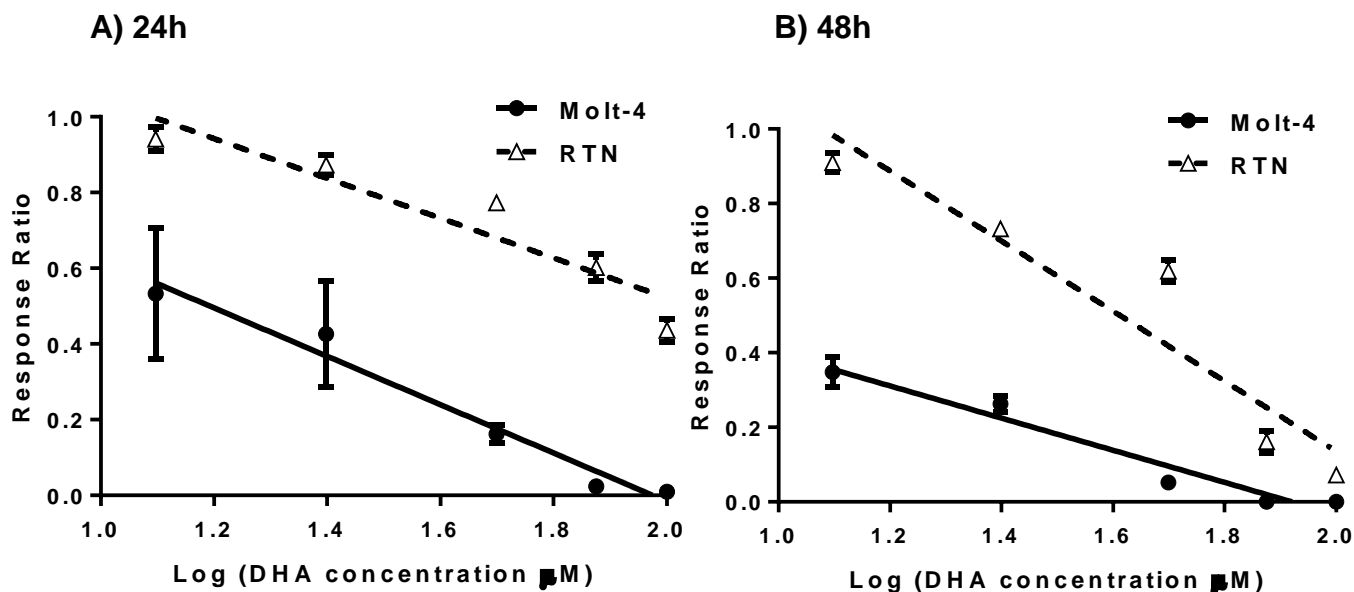 A) 24h
Molt-4
RTN
1.0
0.8
0.6
0.4
0.2
0.0
Response Ratio
1.0 1.2 1.4 1.6 1.8 2.0
Log (DHA concentration μM)
B) 48h
Molt-4
RTN
1.0
0.8
0.6
0.4
0.2
0.0
Response Ratio
1.0 1.2 1.4 1.6 1.8 2.0
Log (DHA concentration μM)